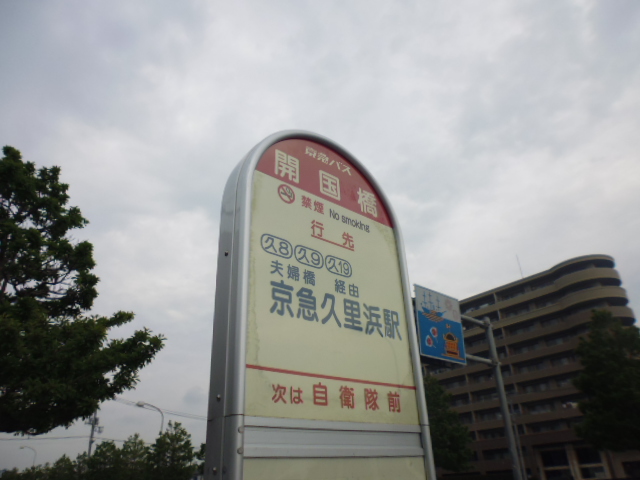 京急バス
開国橋
禁煙 No smoking
行先
久8 久9 久19
夫婦橋 経由
京急久里浜駅
次は 自衛隊前